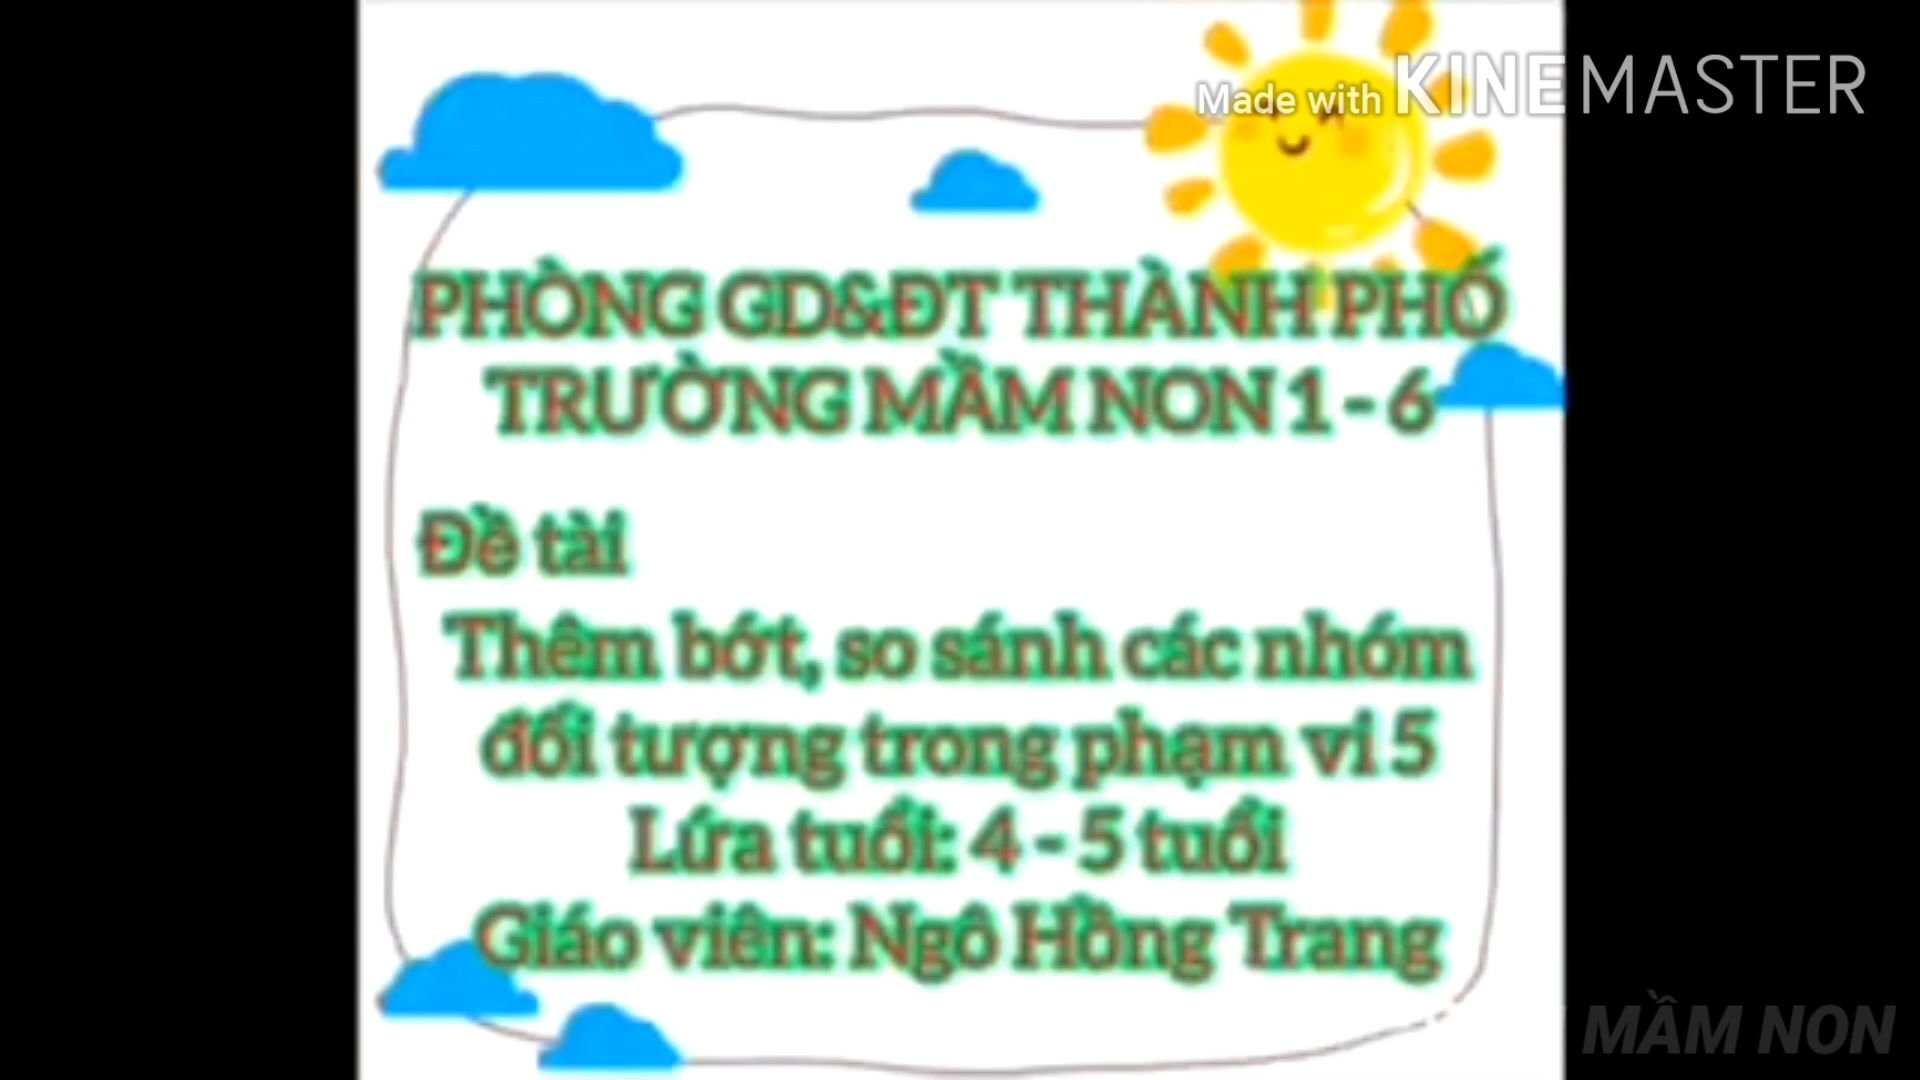 Made with KINEMASTER
PHÒNG GD&ĐT THÀNH PHỐ
TRƯỜNG MẦM NON 1 - 6
Đề tài
Thêm bớt, so sánh các nhóm
đối tượng trong phạm vi 5
Lứa tuổi: 4 - 5 tuổi
Giáo viên: Ngô Hồng Trang
MẦM NON